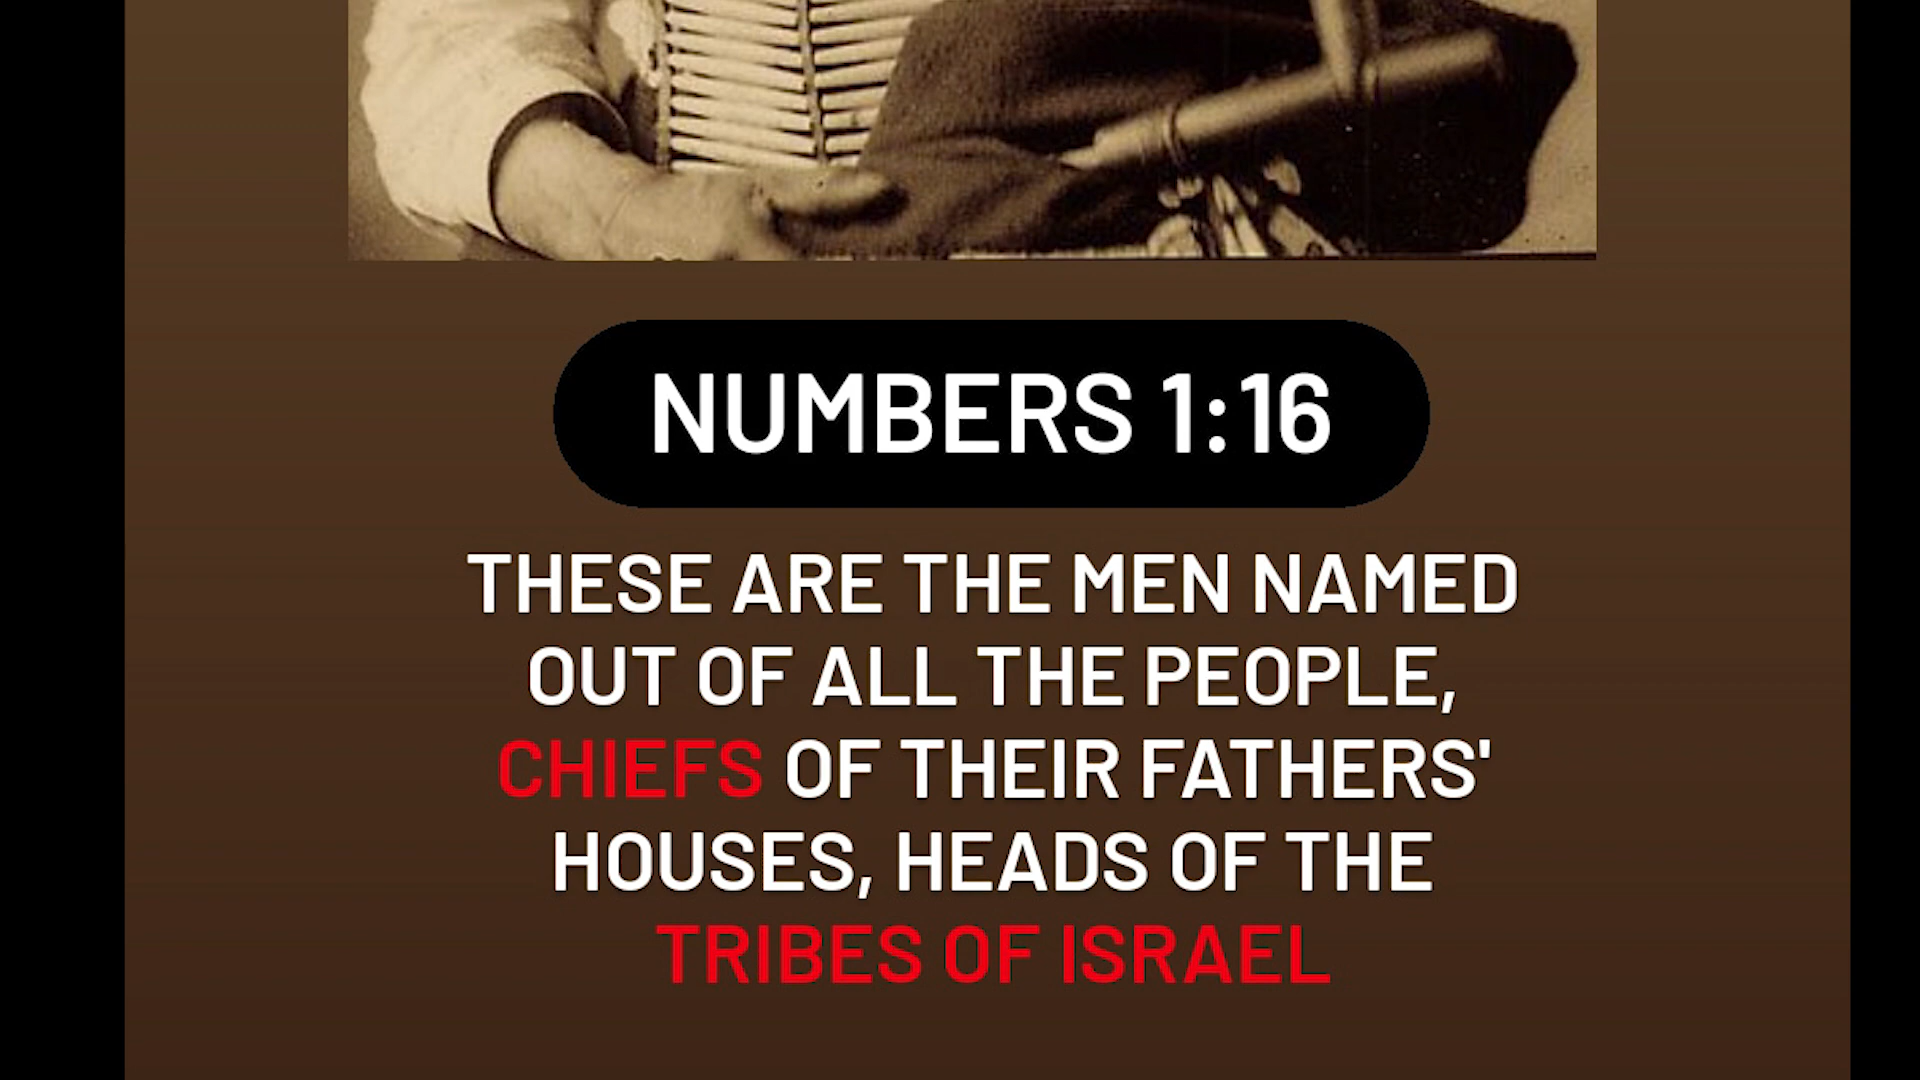 NUMBERS 1:16
THESE ARE THE MEN NAMED
OUT OF ALL THE PEOPLE,
CHIEFS OF THEIR FATHERS'
HOUSES, HEADS OF THE
TRIBES OF ISRAEL